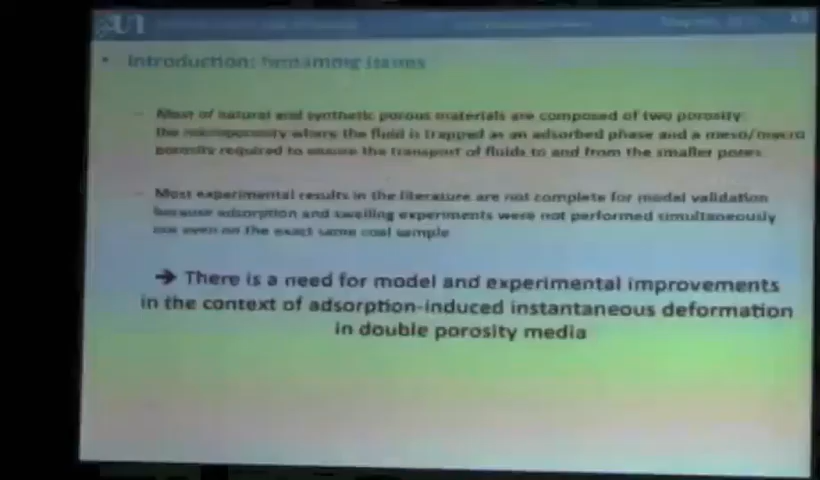 • Introduction: Remaining issues
– Most of natural and synthetic porous materials are composed of two porosity:
the microporosity where the fluid is trapped as an adsorbed phase and a meso/macro
porosity required to ensure the transport of fluids to and from the smaller pores.
– Most experimental results in the literature are not complete for model validation
because adsorption and swelling experiments were not performed simultaneously
nor even on the exact same coal sample
➔ There is a need for model and experimental improvements
in the context of adsorption-induced instantaneous deformation
in double porosity media